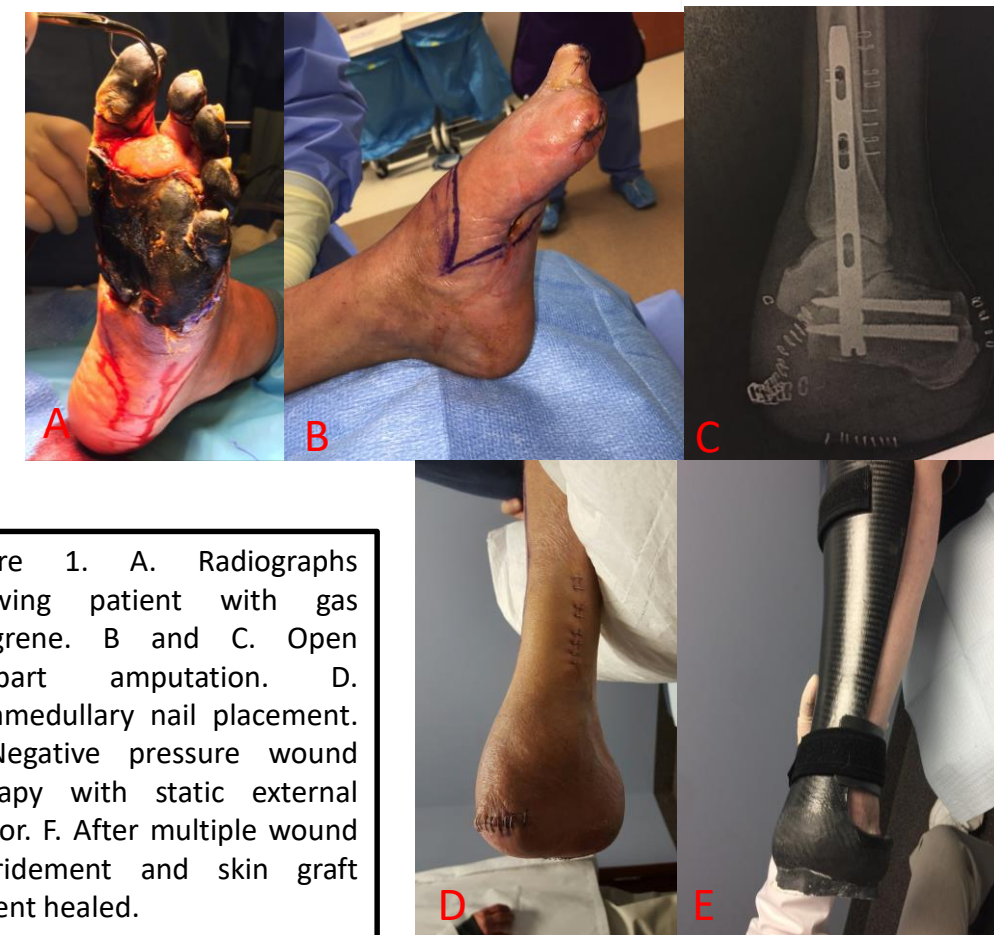 A
B
C
re 1. A. Radiographs
wing patient with gas
grene. B and C. Open
part amputation. D.
amedullary nail placement.
Negative pressure wound
apy with static external
or. F. After multiple wound
ridement and skin graft
ent healed.
D
E